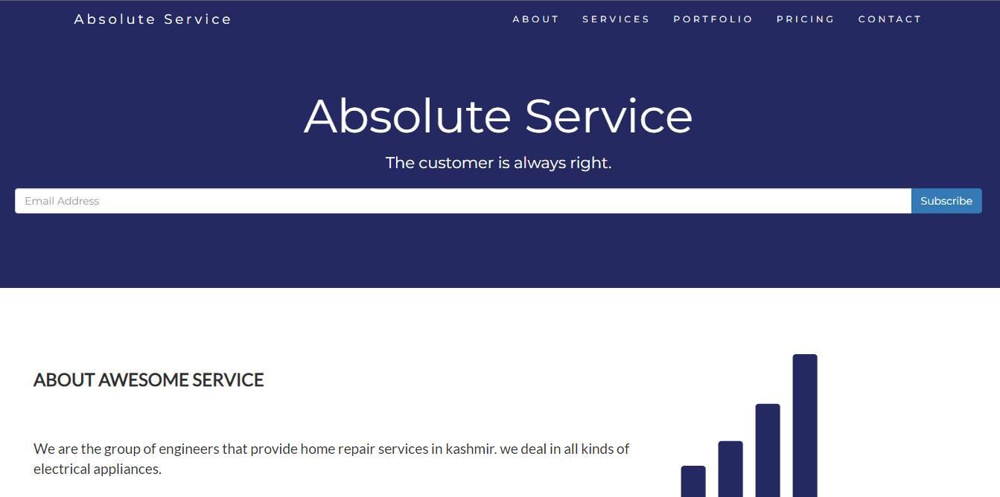 Absolute Service
ABOUT SERVICES PORTFOLIO PRICING CONTACT
Absolute Service
The customer is always right.
Email Address Subscribe
ABOUT AWESOME SERVICE
We are the group of engineers that provide home repair services in kashmir. we deal in all kinds of
electrical appliances.